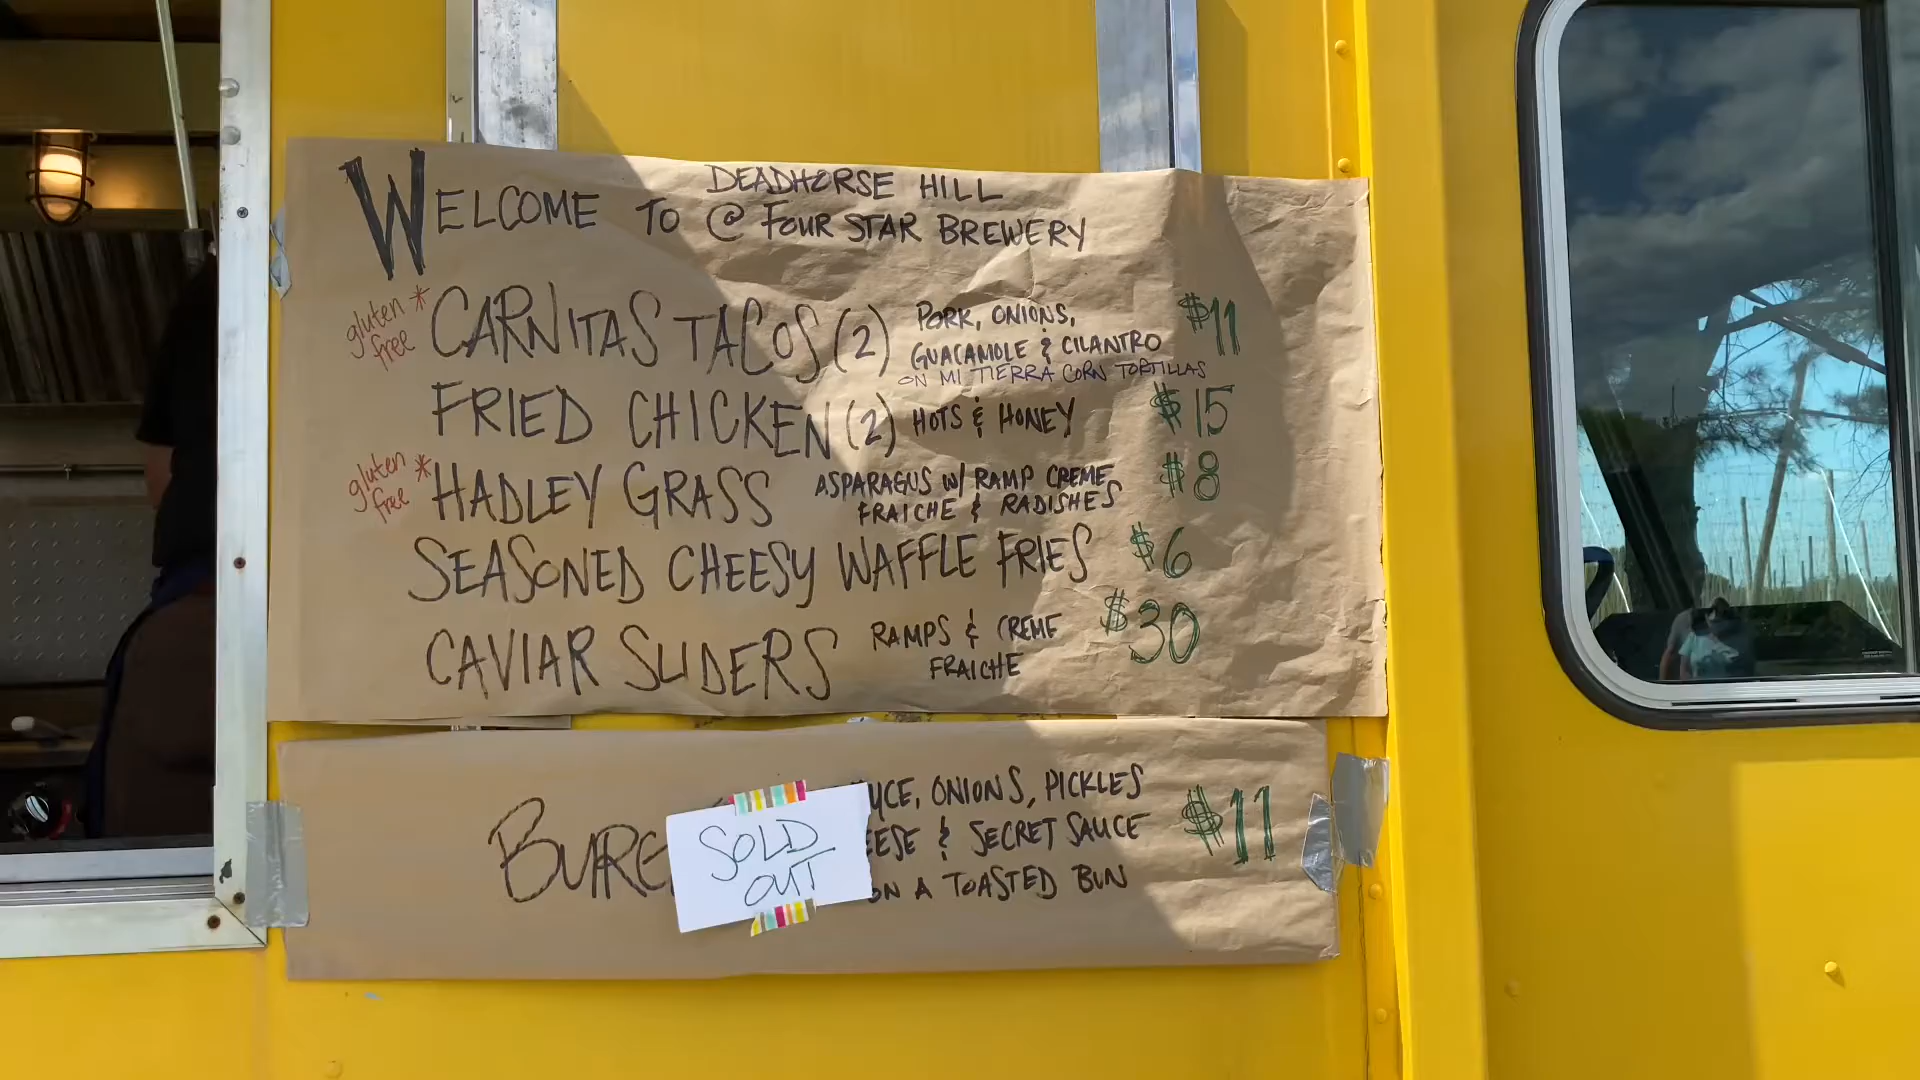 WELCOME TO DEADHORSE HILL
@ FOUR STAR BREWERY
gluten free * CARNITAS TACOS (2) PORK, ONIONS, GUACAMOLE & CILANTRO ON MI TIERRA CORN TORTILLAS $11
FRIED CHICKEN (2) HOTS & HONEY $15
gluten free * HADLEY GRASS ASPARAGUS W/ RAMP CREME FRAICHE & RADISHES $8
SEASONED CHEESY WAFFLE FRIES $6
CAVIAR SLIDERS RAMPS & CREME FRAICHE $30
SOLD OUT
ONIONS, PICKLES
& SECRET SAUCE $11
ON A TOASTED BUN